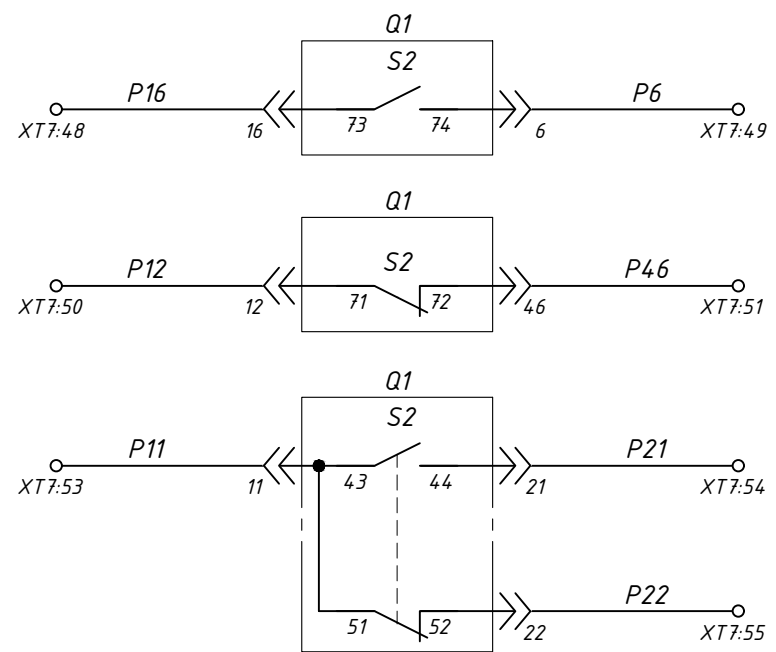 Q1
S2
P16 P6
XT7:48 16 73 74 6 XT7:49
Q1
S2
P12 P46
XT7:50 12 71 72 46 XT7:51
Q1
S2
P11 P21
XT7:53 11 43 44 21 XT7:54
P22
51 52 22 XT7:55